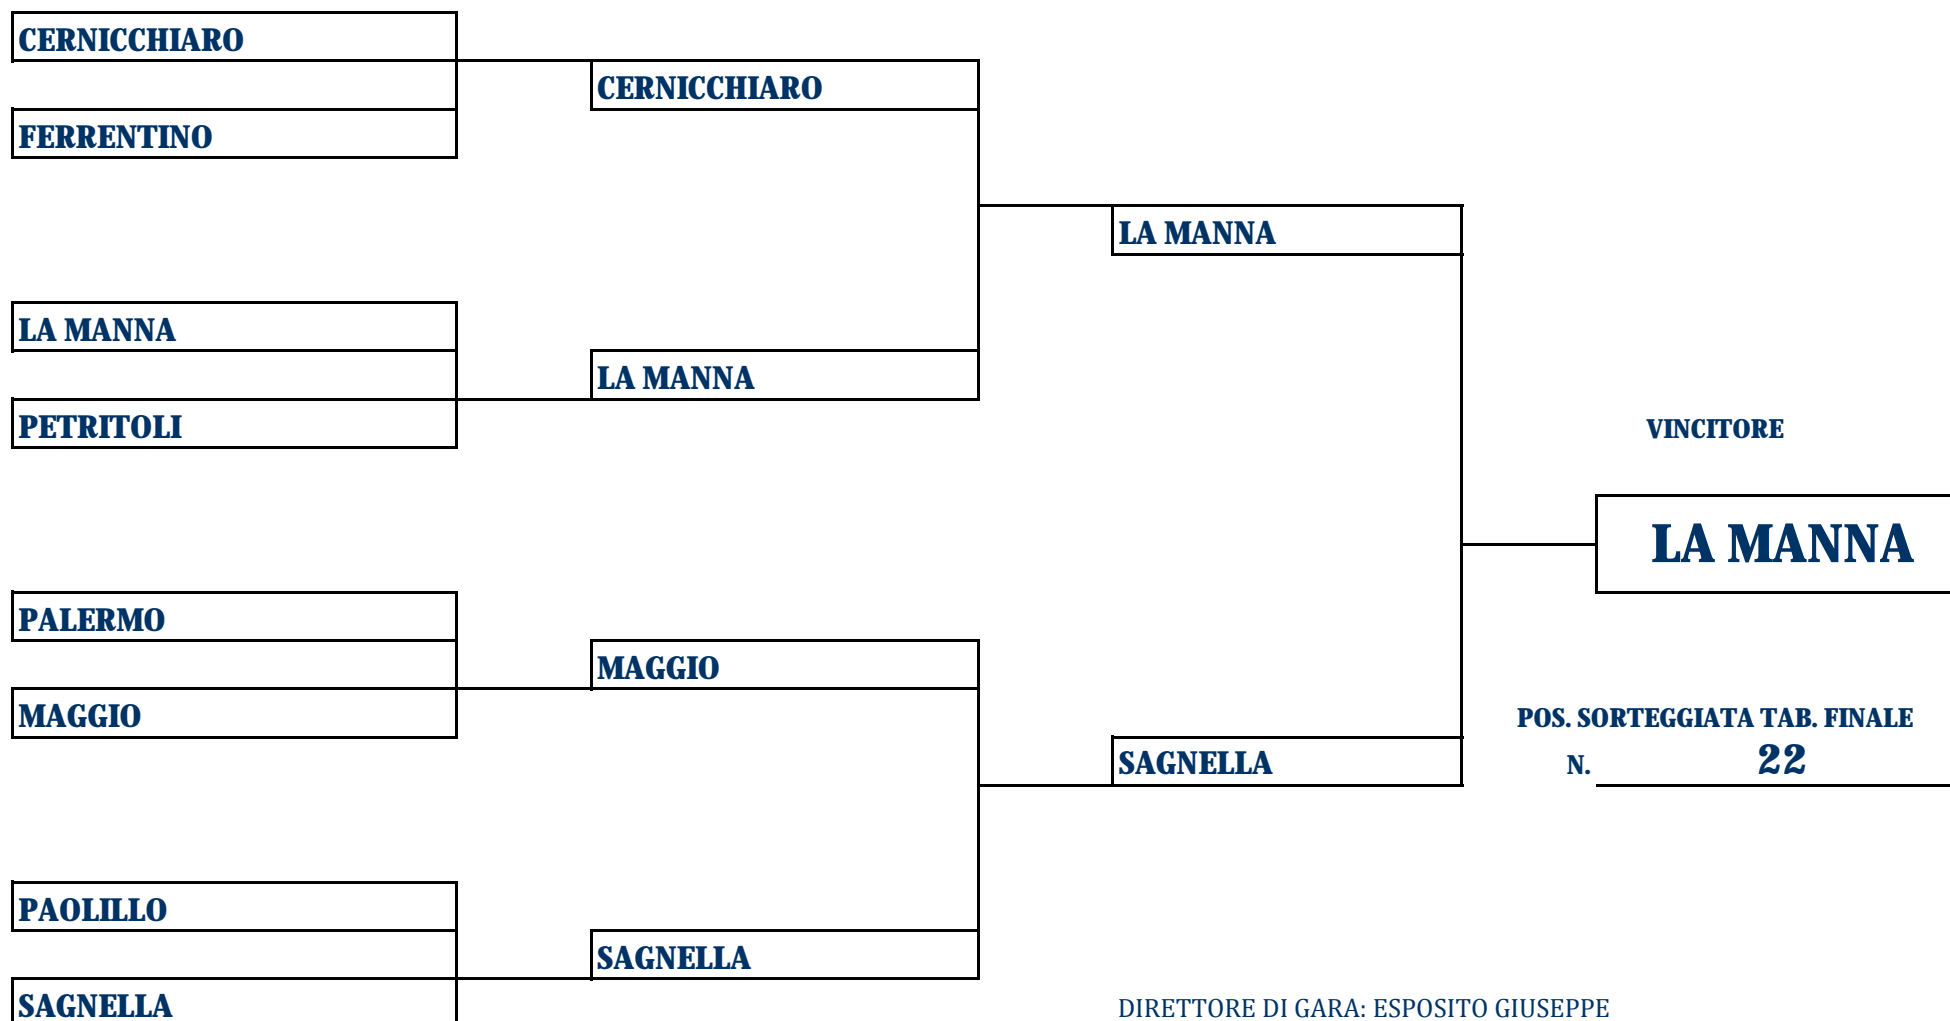 CERNICCHIARO
CERNICCHIARO
FERRENTINO
LA MANNA
LA MANNA
LA MANNA
PETRITOLI
VINCITORE
LA MANNA
PALERMO
MAGGIO
MAGGIO
POS. SORTEGGIATA TAB. FINALE
SAGNELLA
N. 22
PAOLILLO
SAGNELLA
SAGNELLA
DIRETTORE DI GARA: ESPOSITO GIUSEPPE